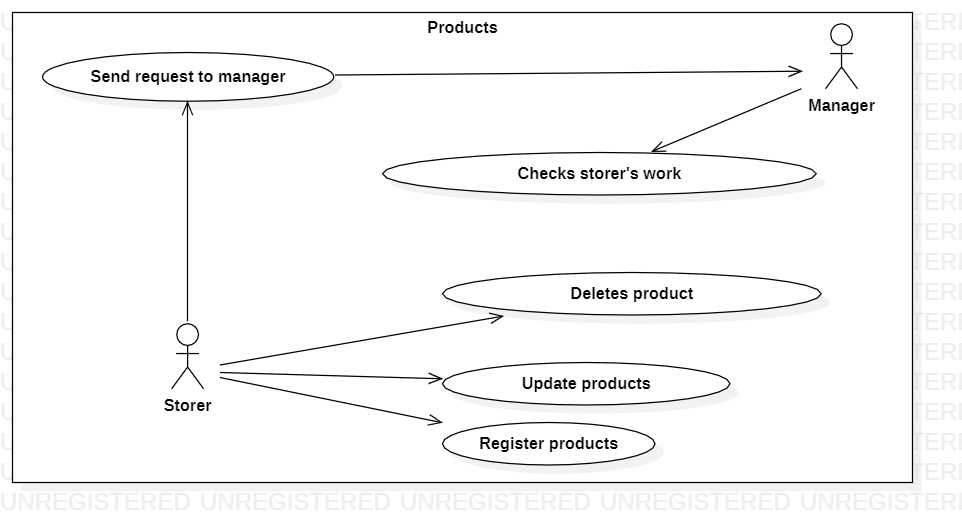 Products
Send request to manager
Manager
Checks storer's work
Deletes product
Storer
Update products
Register products
UNREGISTERED UNREGISTERED UNREGISTERED UNREGISTERED UNREGISTERI